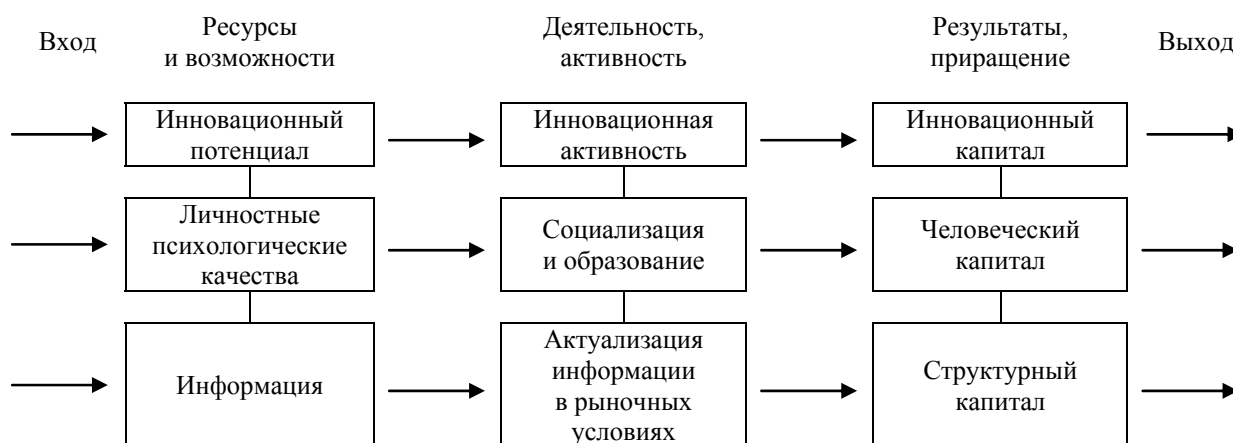 Вход
Ресурсы
и возможности
Деятельность,
активность
Результаты,
приращение
Выход
Инновационный
потенциал
Инновационная
активность
Инновационный
капитал
Личностные
психологические
качества
Социализация
и образование
Человеческий
капитал
Информация
Актуализация
информации
в рыночных
условиях
Структурный
капитал